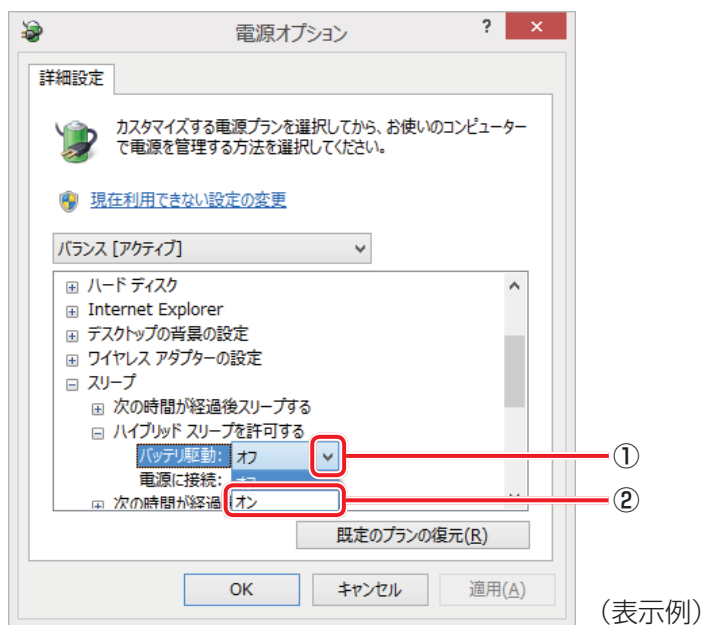 電源オプション
?
×
詳細設定
カスタマイズする電源プランを選択してから、お使いのコンピューター
で電源を管理する方法を選択してください。
現在利用できない設定の変更
バランス [アクティブ]
ハード ディスク
Internet Explorer
デスクトップの背景の設定
ワイヤレス アダプターの設定
スリープ
次の時間が経過後スリープする
ハイブリッド スリープを許可する
バッテリ駆動: オフ
①
電源に接続:
次の時間が経過 オン
②
既定のプランの復元(R)
OK キャンセル 適用(A)
(表示例)